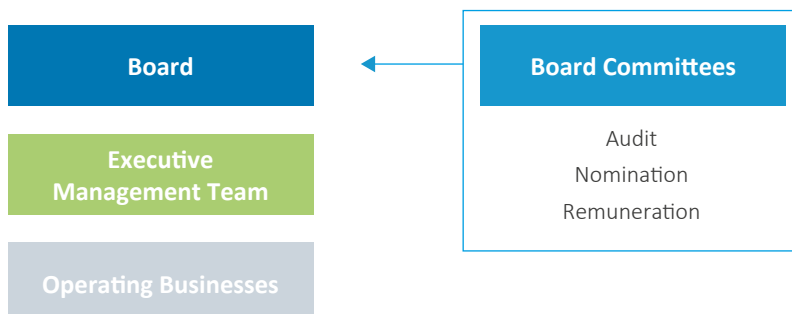 Board
Board Committees
Executive
Management Team
Audit
Nomination
Remuneration
Operating Businesses